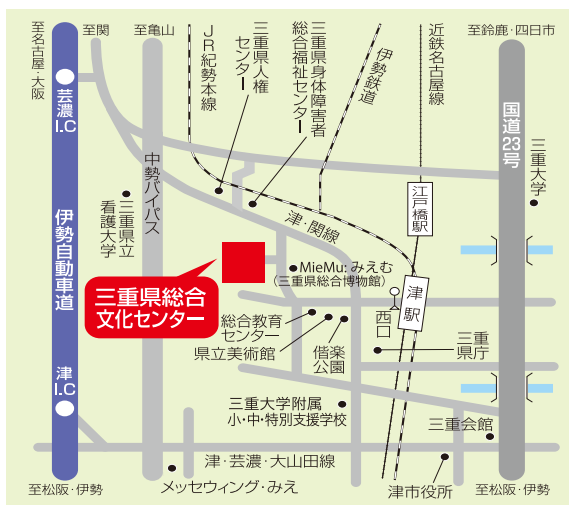 至名古屋・大阪
至関
至亀山
JR紀勢本線
三重県人権
センター
三重県身体障害者
総合福祉センター
伊勢鉄道
近鉄名古屋線
至鈴鹿・四日市
芸濃
I.C
国道23号
三重大学
中勢バイパス
三重県立
看護大学
江戸橋駅
津・関線
伊勢自動車道
MieMu:みえむ
(三重県総合博物館)
三重県総合
文化センター
津駅
西口
総合教育
センター
県立美術館
偕楽
公園
三重
県庁
津
I.C
三重大学附属
小・中・特別支援学校
三重会館
津・芸濃・大山田線
メッセウィング・みえ
津市役所
至松阪・伊勢
至松阪・伊勢